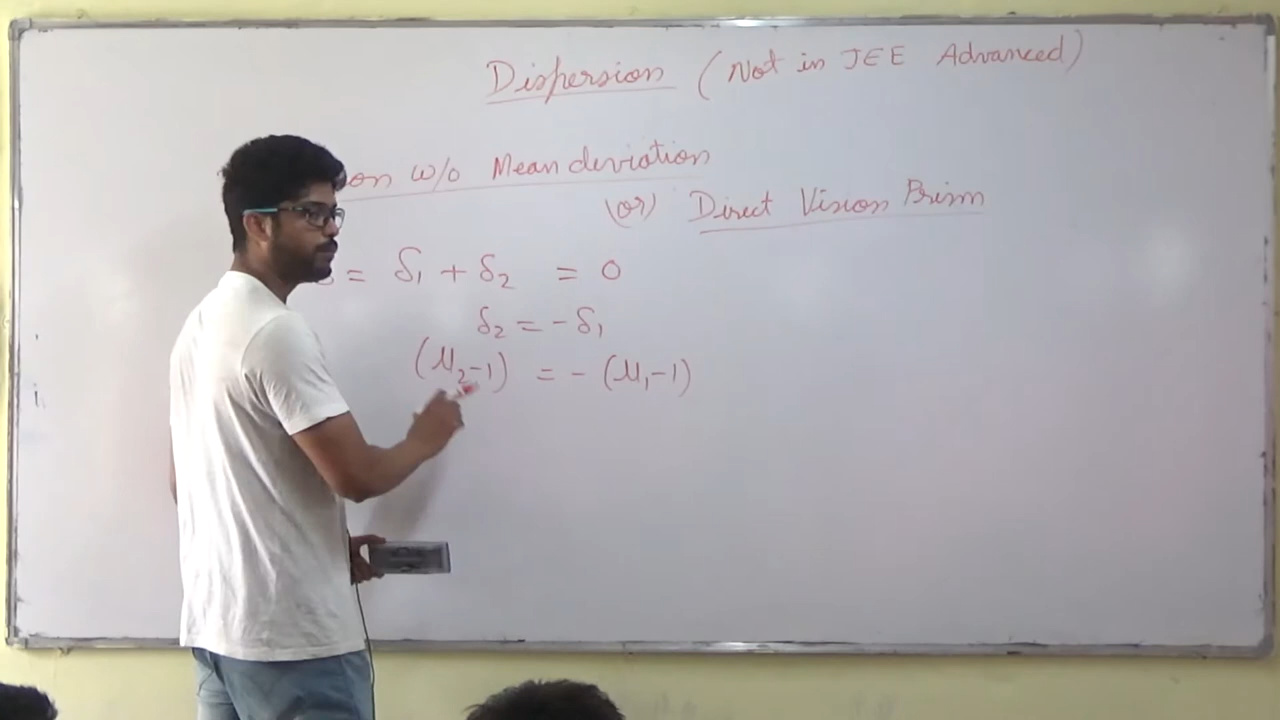 Dispersion (Not in JEE Advanced)
on w/o Mean deviation
(or) Direct Vision Prism
= δ₁ + δ₂ = 0
δ₂ = - δ₁
(μ₂-1) = - (μ₁-1)